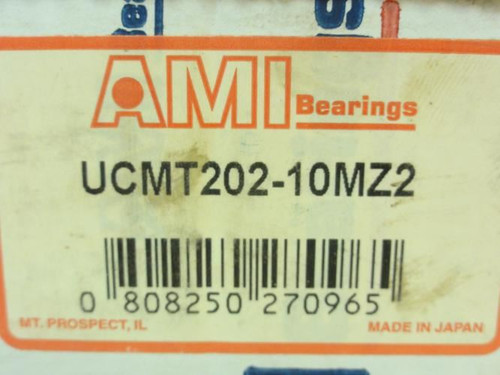 AMI Bearings
UCMT202-10MZ2
0 808250 270965
MT. PROSPECT, IL
MADE IN JAPAN